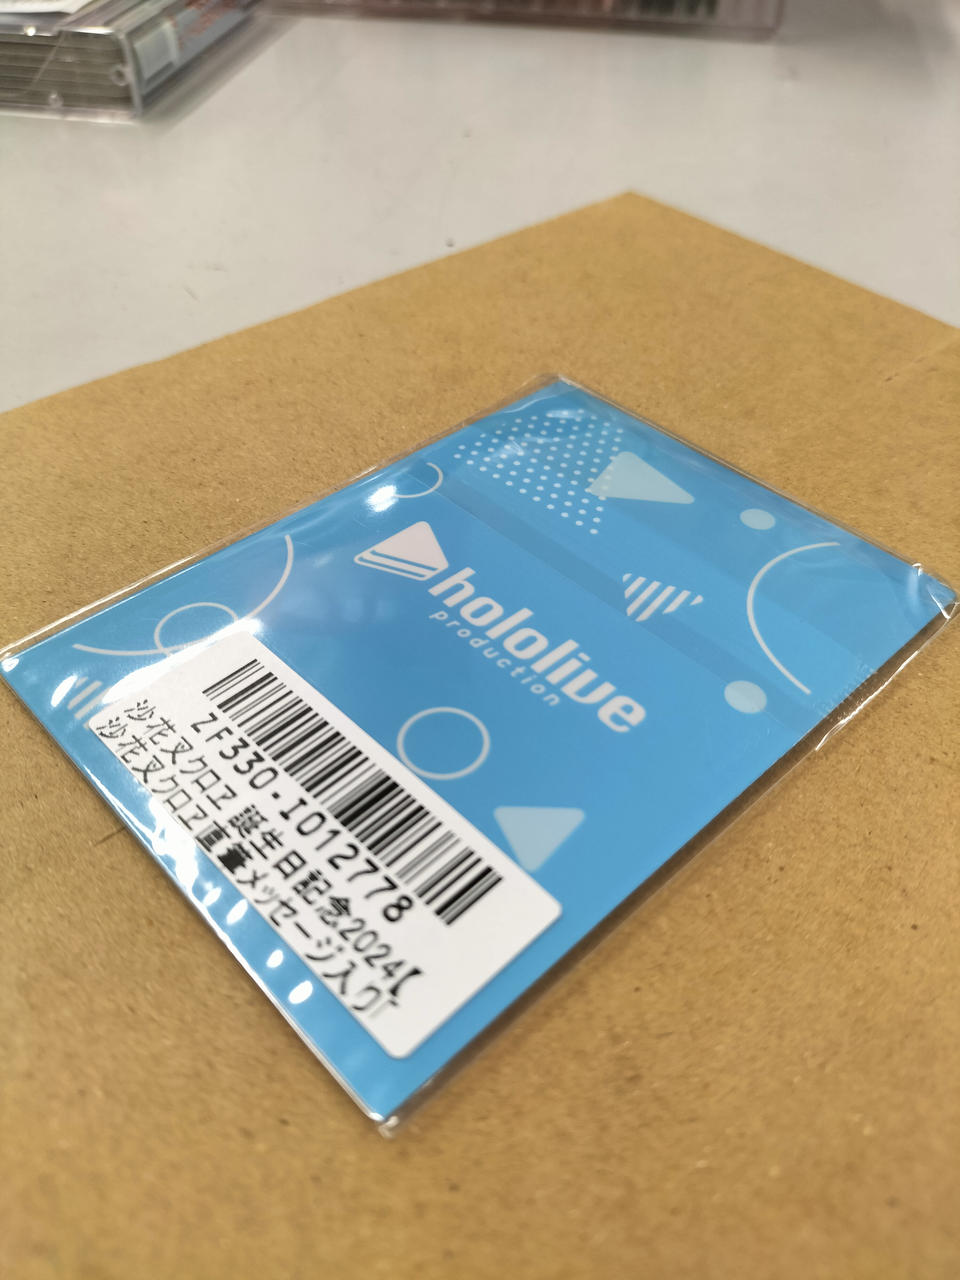 hololive
production
ZF330-I012778
沙花叉クロヱ 誕生日記念2024【
沙花叉クロヱ直筆メッセージ入り